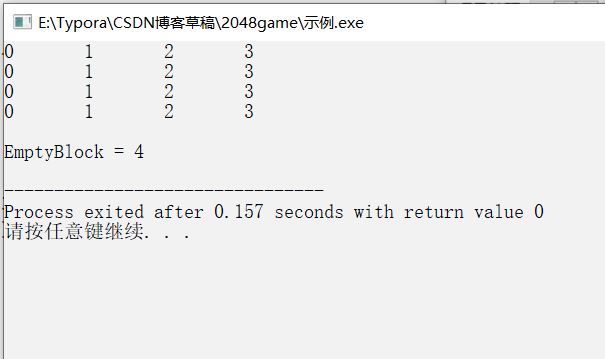 E:\Typora\CSDN博客草稿\2048game\示例.exe
0 1 2 3
0 1 2 3
0 1 2 3
0 1 2 3
EmptyBlock = 4
--------------------------------
Process exited after 0.157 seconds with return value 0
请按任意键继续. . .